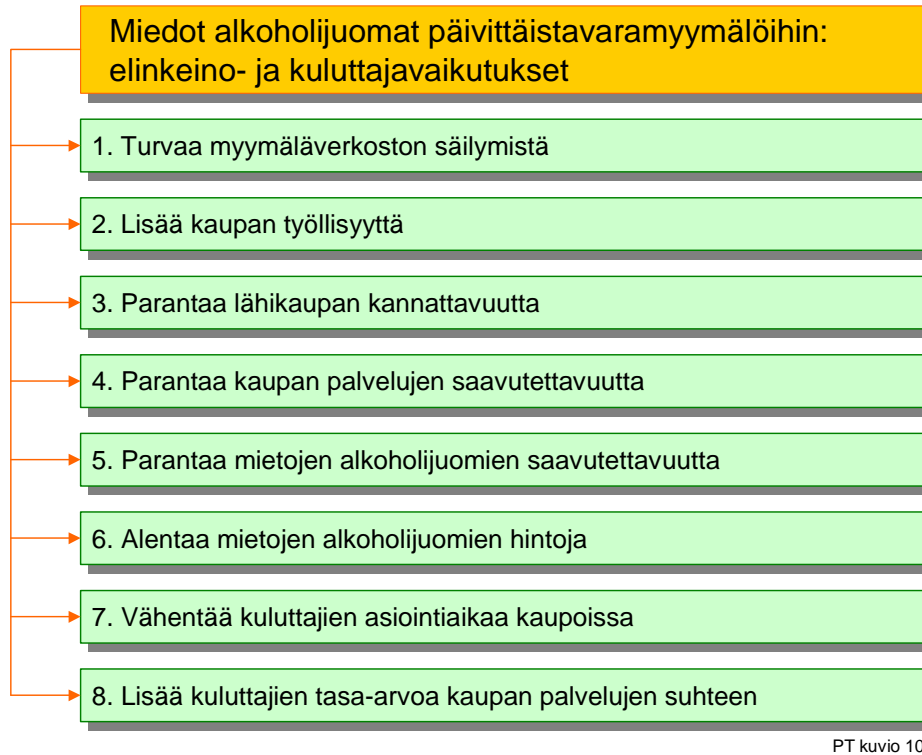 Miedot alkoholijuomat päivittäistavaramyymälöihin:
elinkeino- ja kuluttajavaikutukset
1. Turvaa myymäläverkoston säilymistä
2. Lisää kaupan työllisyyttä
3. Parantaa lähikaupan kannattavuutta
4. Parantaa kaupan palvelujen saavutettavuutta
5. Parantaa mietojen alkoholijuomien saavutettavuutta
6. Alentaa mietojen alkoholijuomien hintoja
7. Vähentää kuluttajien asiointiaikaa kaupoissa
8. Lisää kuluttajien tasa-arvoa kaupan palvelujen suhteen
PT kuvio 10